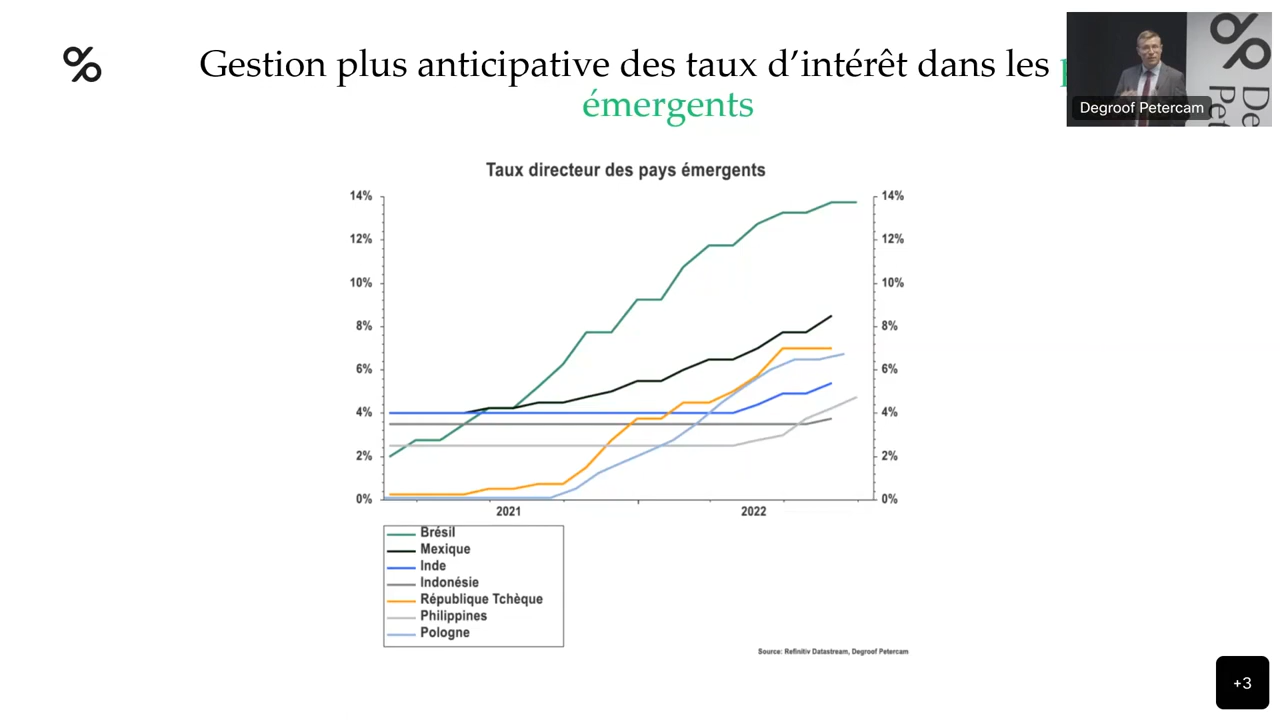 Gestion plus anticipative des taux d’intérêt dans les
émergents
Degroof Petercam
Taux directeur des pays émergents
14%
12%
10%
8%
6%
4%
2%
0%
14%
12%
10%
8%
6%
4%
2%
0%
2021
2022
Brésil
Mexique
Inde
Indonésie
République Tchèque
Philippines
Pologne
Source: Refinitiv Datastream, Degroof Petercam
+3